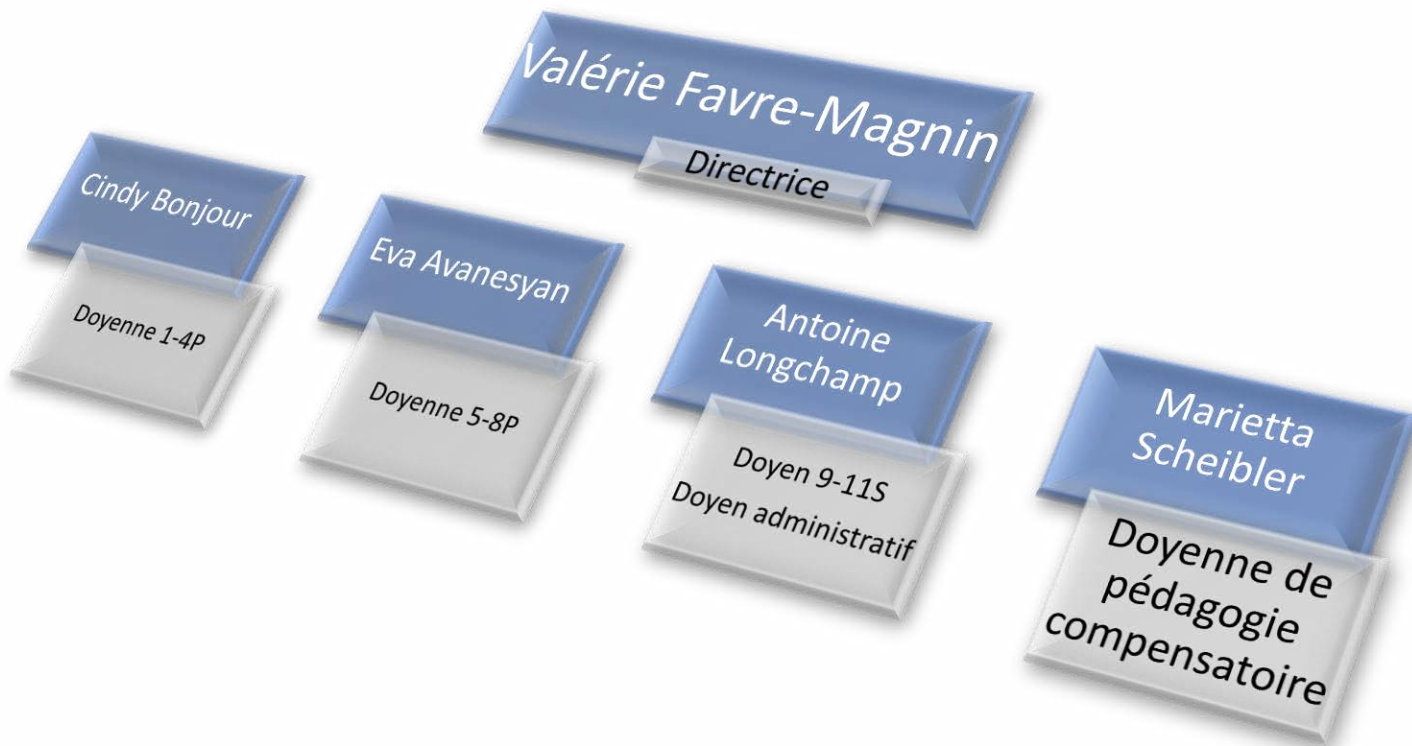 Valérie Favre-Magnin
Directrice
Cindy Bonjour
Doyenne 1-4P
Eva Avanesyan
Doyenne 5-8P
Antoine
Longchamp
Doyen 9-11S
Doyen administratif
Marietta
Scheibler
Doyenne de
pédagogie
compensatoire